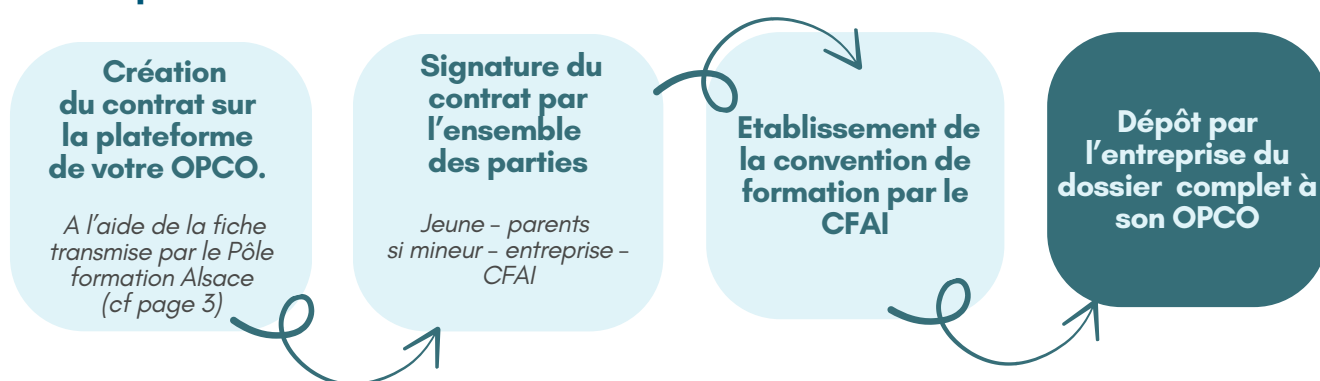 Création
du contrat sur
la plateforme
de votre OPCO.
A l'aide de la fiche
transmise par le Pôle
formation Alsace
(cf page 3)
Signature du
contrat par
l'ensemble
des parties
Jeune - parents
si mineur - entreprise -
CFAI
Etablissement de
la convention de
formation par le
CFAI
Dépôt par
l'entreprise du
dossier complet à
son OPCO